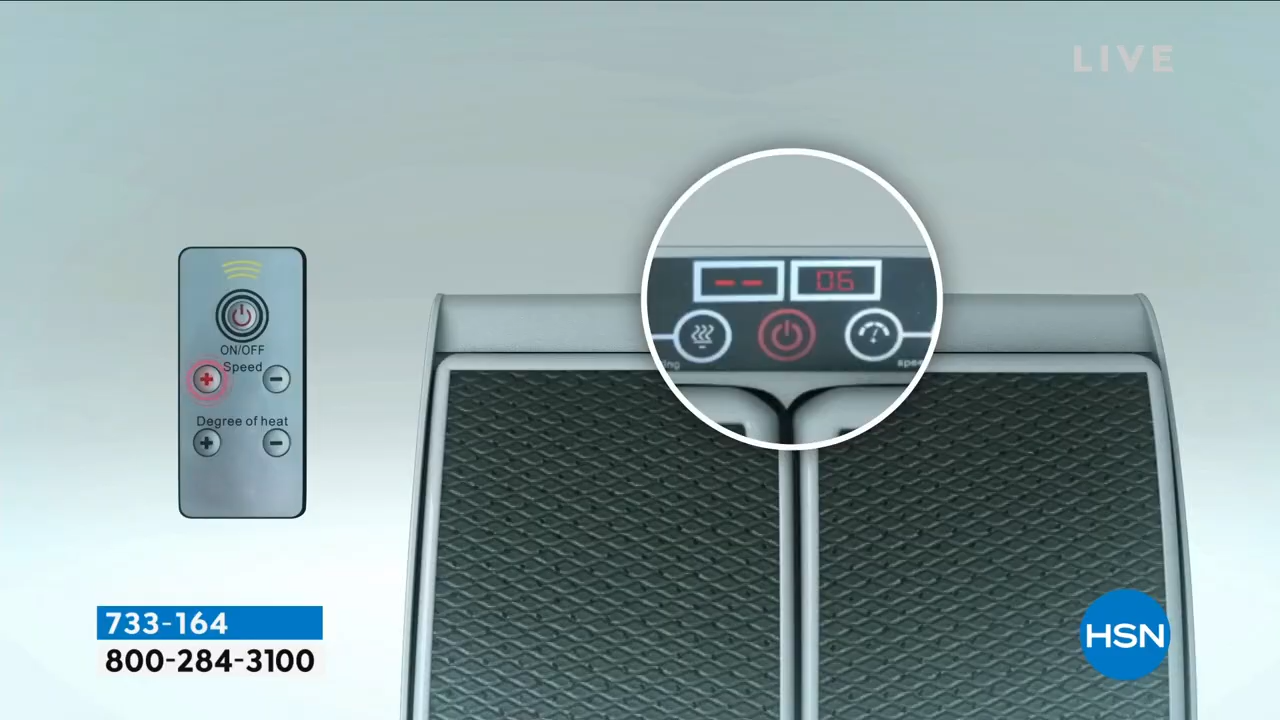 LIVE
-- 06
ON/OFF
Speed
Degree of heat
733-164
800-284-3100
HSN